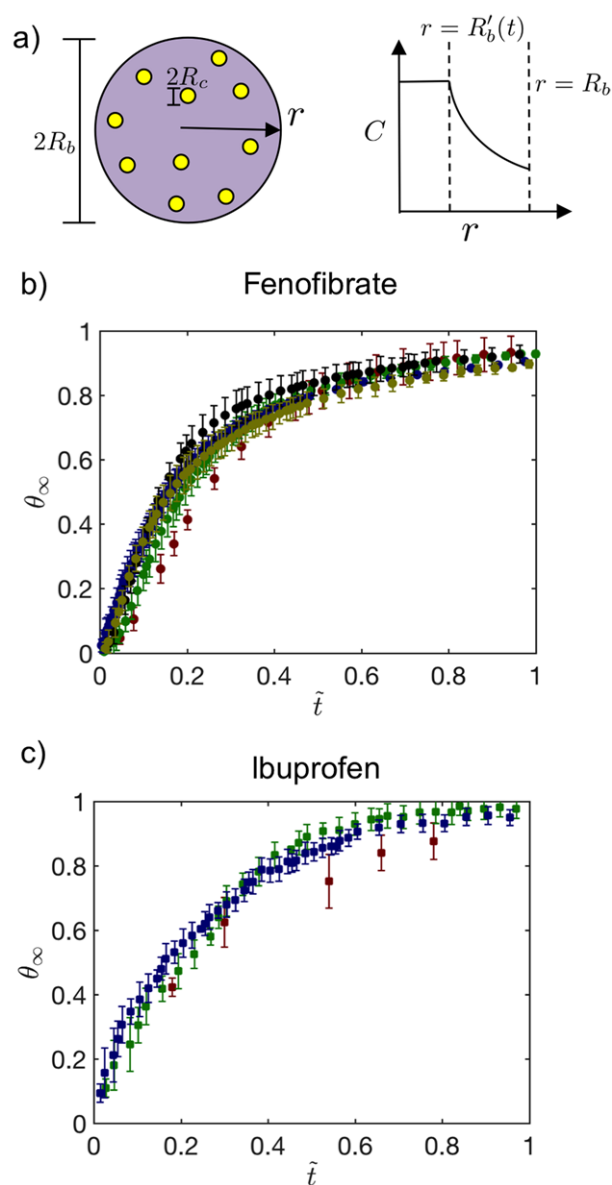 a)
2R_c
r
2R_b
r = R'_b(t)
r = R_b
C
r
b)
Fenofibrate
1
0.8
0.6
0.4
0.2
0
θ_∞
0 0.2 0.4 0.6 0.8 1
t̃
c)
Ibuprofen
1
0.8
0.6
0.4
0.2
0
θ_∞
0 0.2 0.4 0.6 0.8 1
t̃